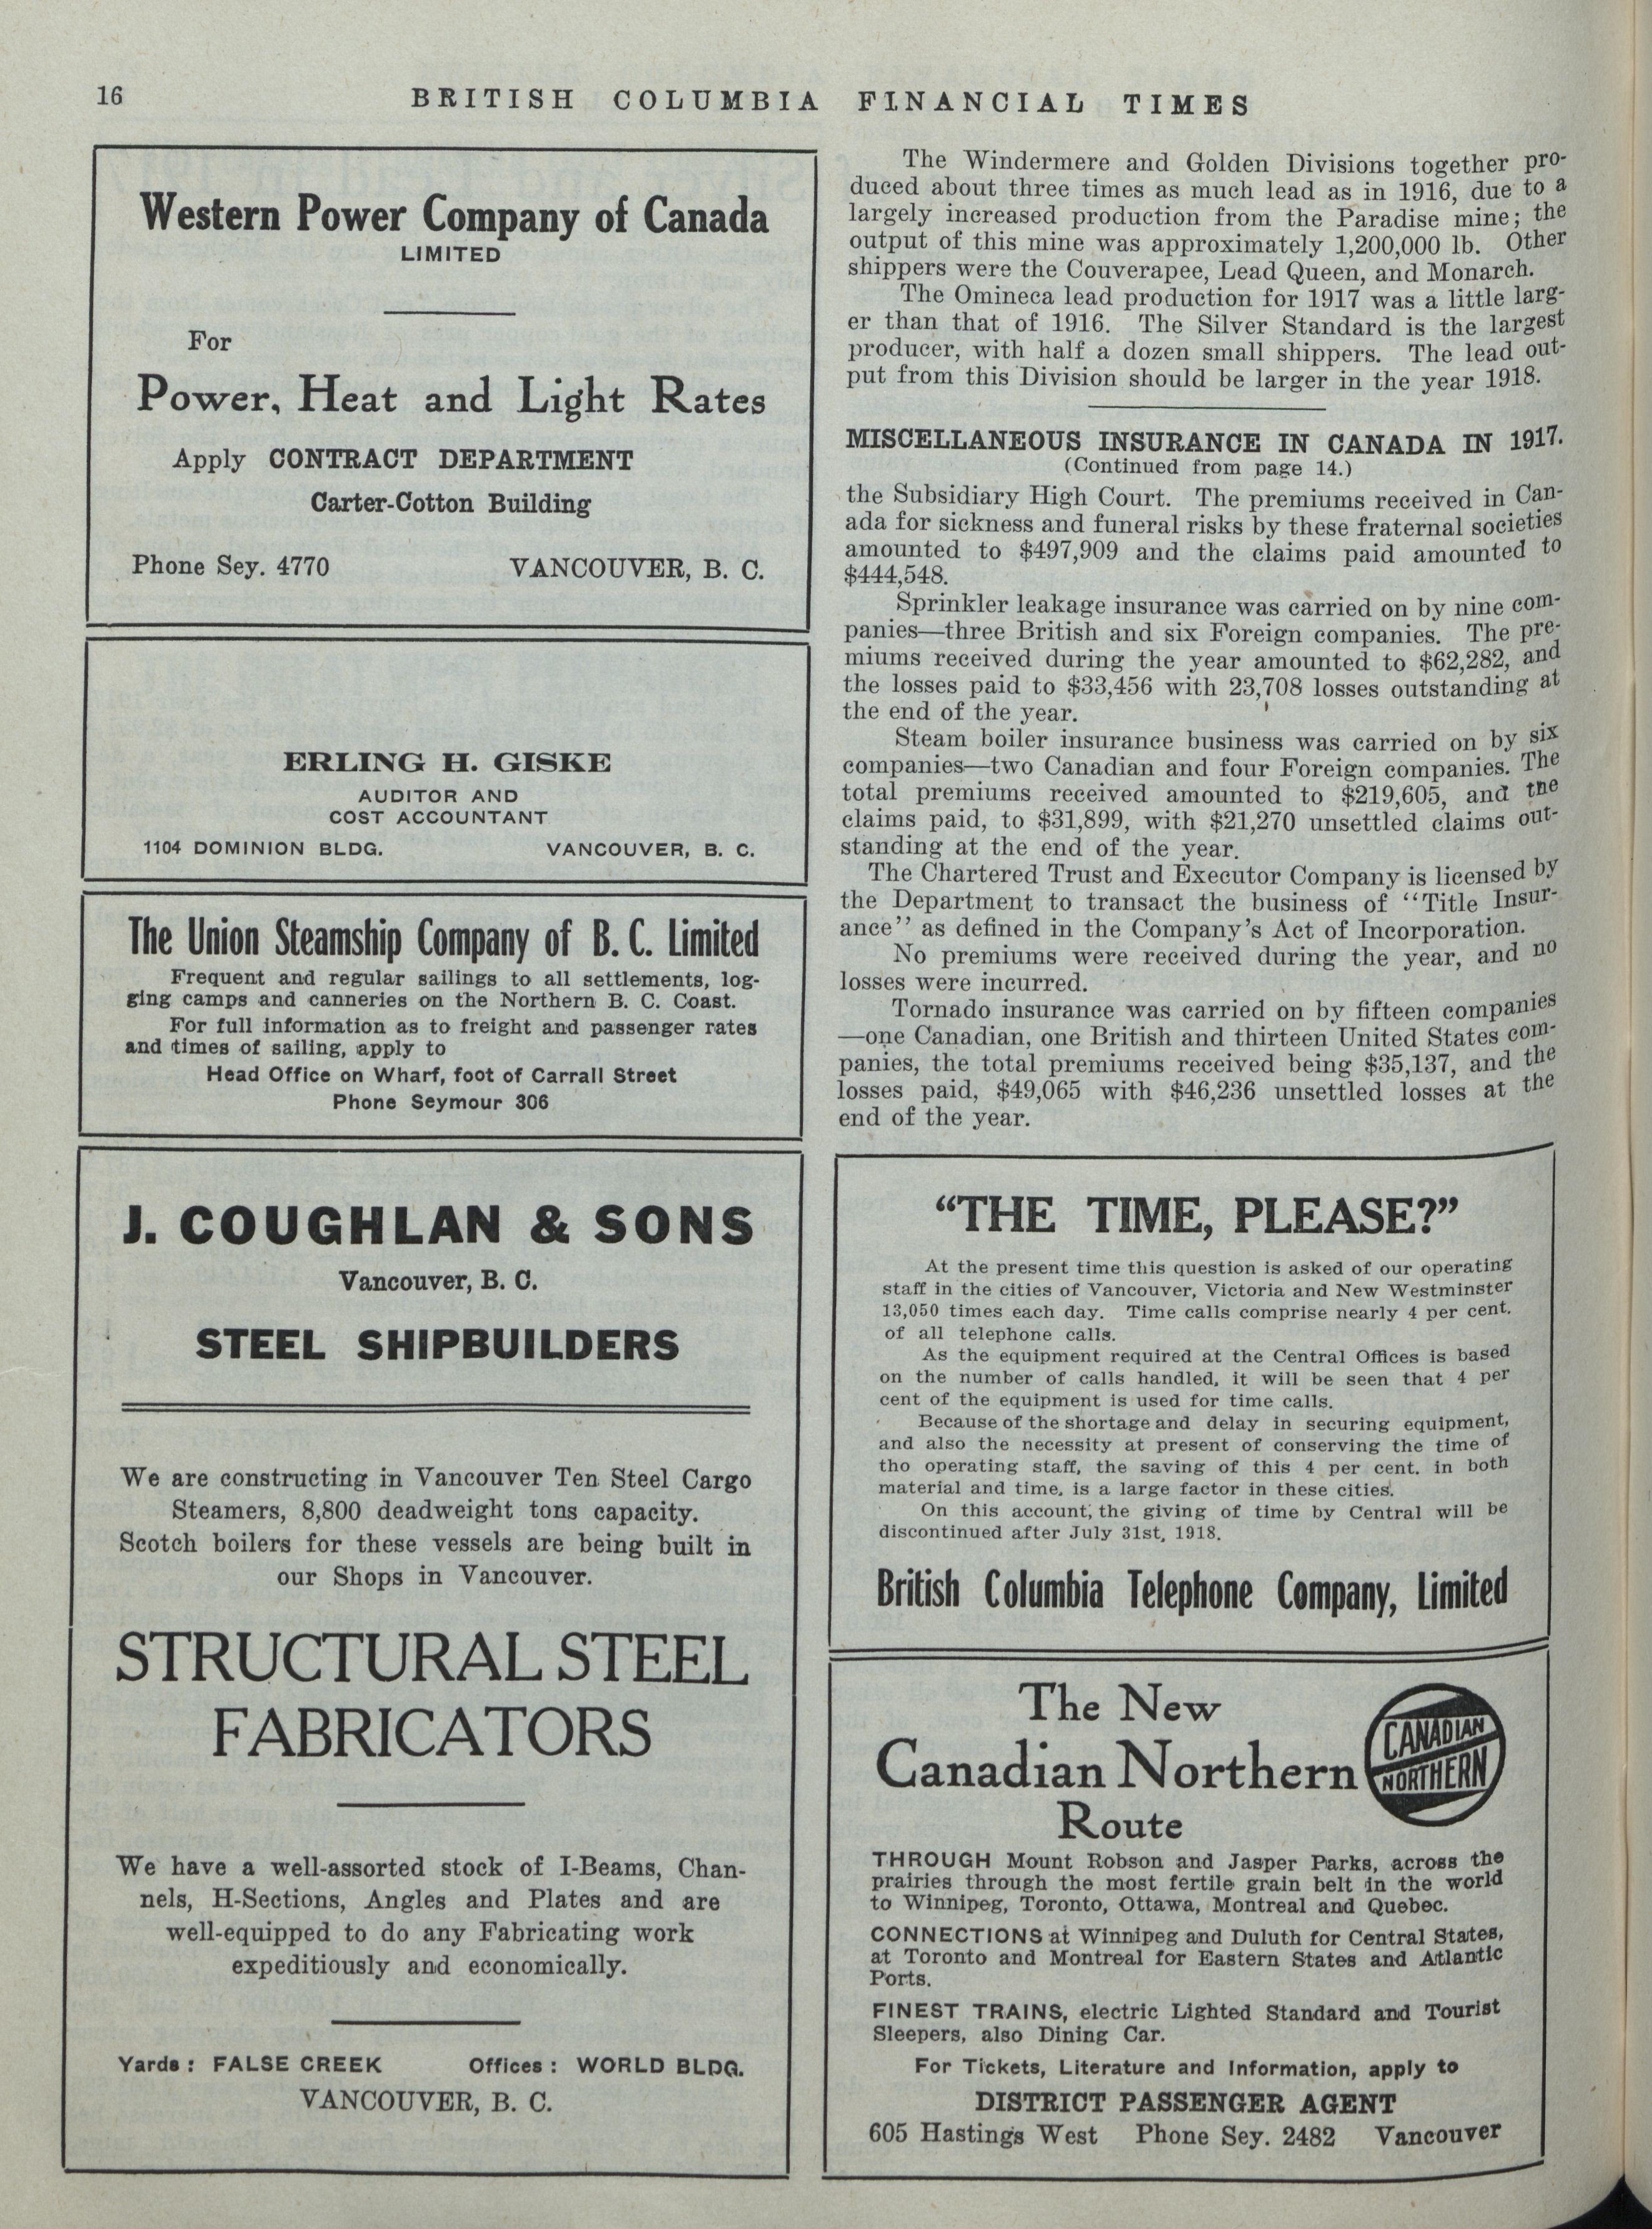 16
BRITISH COLUMBIA FINANCIAL TIMES
Western Power Company of Canada
LIMITED
For
Power, Heat and Light Rates
Apply CONTRACT DEPARTMENT
Carter-Cotton Building
Phone Sey. 4770 VANCOUVER, B. C.
ERLING H. GISKE
AUDITOR AND
COST ACCOUNTANT
1104 DOMINION BLDG. VANCOUVER, B. C.
The Union Steamship Company of B. C. Limited
Frequent and regular sailings to all settlements, log-
ging camps and canneries on the Northern B. C. Coast.
For full information as to freight and passenger rates
and times of sailing, apply to
Head Office on Wharf, foot of Carrall Street
Phone Seymour 306
J. COUGHLAN & SONS
Vancouver, B. C.
STEEL SHIPBUILDERS
We are constructing in Vancouver Ten Steel Cargo
Steamers, 8,800 deadweight tons capacity.
Scotch boilers for these vessels are being built in
our Shops in Vancouver.
STRUCTURAL STEEL
FABRICATORS
We have a well-assorted stock of I-Beams, Chan-
nels, H-Sections, Angles and Plates and are
well-equipped to do any Fabricating work
expeditiously and economically.
Yards: FALSE CREEK Offices: WORLD BLDG.
VANCOUVER, B. C.
The Windermere and Golden Divisions together pro-
duced about three times as much lead as in 1916, due to a
largely increased production from the Paradise mine; the
output of this mine was approximately 1,200,000 lb. Other
shippers were the Couverapee, Lead Queen, and Monarch.
The Omineca lead production for 1917 was a little larg-
er than that of 1916. The Silver Standard is the largest
producer, with half a dozen small shippers. The lead out-
put from this Division should be larger in the year 1918.
MISCELLANEOUS INSURANCE IN CANADA IN 1917.
(Continued from page 14.)
the Subsidiary High Court. The premiums received in Can-
ada for sickness and funeral risks by these fraternal societies
amounted to $497,909 and the claims paid amounted to
$444,548.
Sprinkler leakage insurance was carried on by nine com-
panies—three British and six Foreign companies. The pre-
miums received during the year amounted to $62,282, and
the losses paid to $33,456 with 23,708 losses outstanding at
the end of the year.
Steam boiler insurance business was carried on by six
companies—two Canadian and four Foreign companies. The
total premiums received amounted to $219,605, and the
claims paid, to $31,899, with $21,270 unsettled claims out-
standing at the end of the year.
The Chartered Trust and Executor Company is licensed by
the Department to transact the business of "Title Insur-
ance" as defined in the Company's Act of Incorporation.
No premiums were received during the year, and no
losses were incurred.
Tornado insurance was carried on by fifteen companies
—one Canadian, one British and thirteen United States com-
panies, the total premiums received being $35,137, and the
losses paid, $49,065 with $46,236 unsettled losses at the
end of the year.
"THE TIME, PLEASE?"
At the present time this question is asked of our operating
staff in the cities of Vancouver, Victoria and New Westminster
13,050 times each day. Time calls comprise nearly 4 per cent.
of all telephone calls.
As the equipment required at the Central Offices is based
on the number of calls handled, it will be seen that 4 per
cent of the equipment is used for time calls.
Because of the shortage and delay in securing equipment,
and also the necessity at present of conserving the time of
tho operating staff, the saving of this 4 per cent. in both
material and time, is a large factor in these cities.
On this account, the giving of time by Central will be
discontinued after July 31st, 1918.
British Columbia Telephone Company, Limited
The New
Canadian Northern
Route
CANADIAN
NORTHERN
THROUGH Mount Robson and Jasper Parks, across the
prairies through the most fertile grain belt in the world
to Winnipeg, Toronto, Ottawa, Montreal and Quebec.
CONNECTIONS at Winnipeg and Duluth for Central States,
at Toronto and Montreal for Eastern States and Atlantic
Ports.
FINEST TRAINS, electric Lighted Standard and Tourist
Sleepers, also Dining Car.
For Tickets, Literature and Information, apply to
DISTRICT PASSENGER AGENT
605 Hastings West Phone Sey. 2482 Vancouver